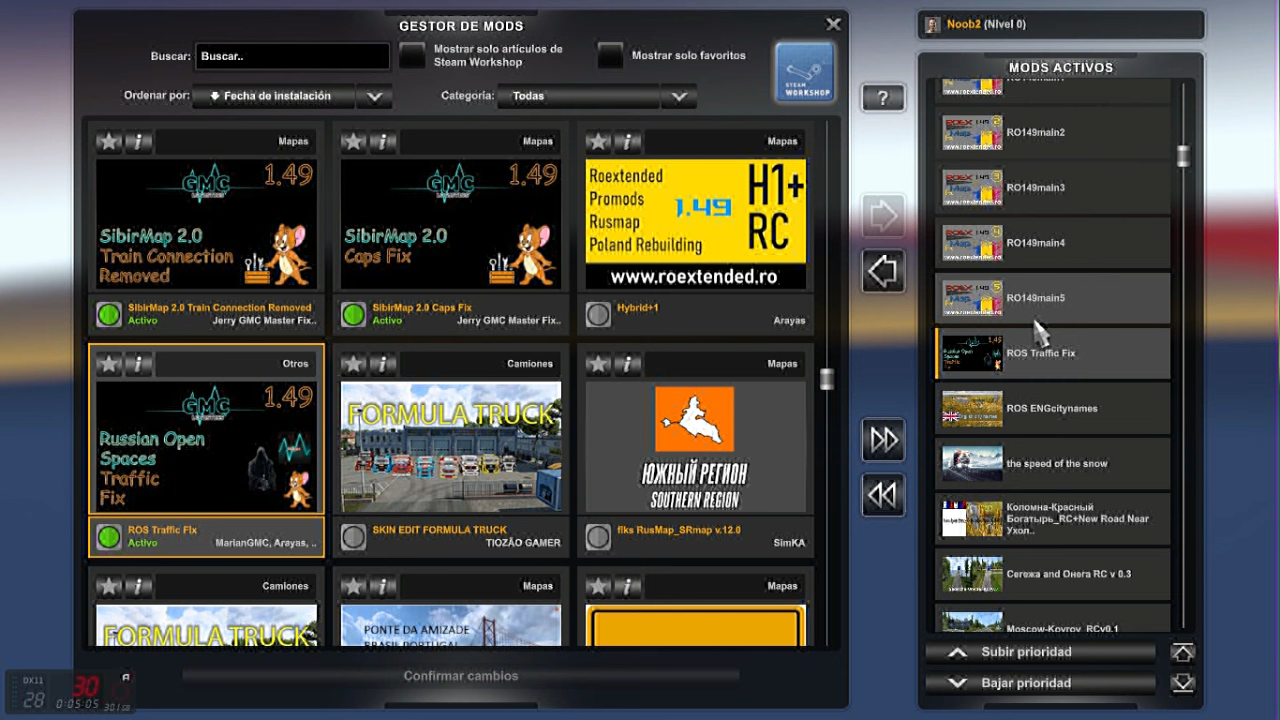 GESTOR DE MODS
Buscar:
Buscar..
Mostrar solo artículos de
Steam Workshop
Mostrar solo favoritos
STEAM
WORKSHOP
Ordenar por:
Fecha de instalación
Categoría:
Todas
Mapas
GMC
1.49
SibirMap 2.0
Train Connection
Removed
SibirMap 2.0 Train Connection Removed
Activo
Jerry GMC Master Fix..
Mapas
GMC
1.49
SibirMap 2.0
Caps Fix
SibirMap 2.0 Caps Fix
Activo
Jerry GMC Master Fix..
Mapas
Roextended
Promods
Rusmap
Poland Rebuilding
1.49
H1+
RC
www.roextended.ro
Hybrid+1
Arayas
Otros
GMC
1.49
Russian Open
Spaces
Traffic
Fix
ROS Traffic Fix
Activo
MarianGMC, Arayas, ..
Camiones
FORMULA TRUCK
SKIN EDIT FORMULA TRUCK
TIOZÃO GAMER
Mapas
ЮЖНЫЙ РЕГИОН
SOUTHERN REGION
flks RusMap_SRmap v.12.0
SimKA
Camiones
FORMULA TRUCK
Mapas
PONTE DA AMIZADE
BRASIL PORTUGAL
Mapas
Confirmar cambios
?
Noob2 (Nivel 0)
MODS ACTIVOS
RO149main2
RO149main3
RO149main4
RO149main5
ROS Traffic Fix
ROS ENGcitynames
the speed of the snow
Коломна-Красный
Богатырь_RC+New Road Near
Ухол..
Сегежа and Онега RC v 0.3
Moscow-Kovrov_RCv0.1
Subir prioridad
Bajar prioridad
DX11
28
30
0:05:05